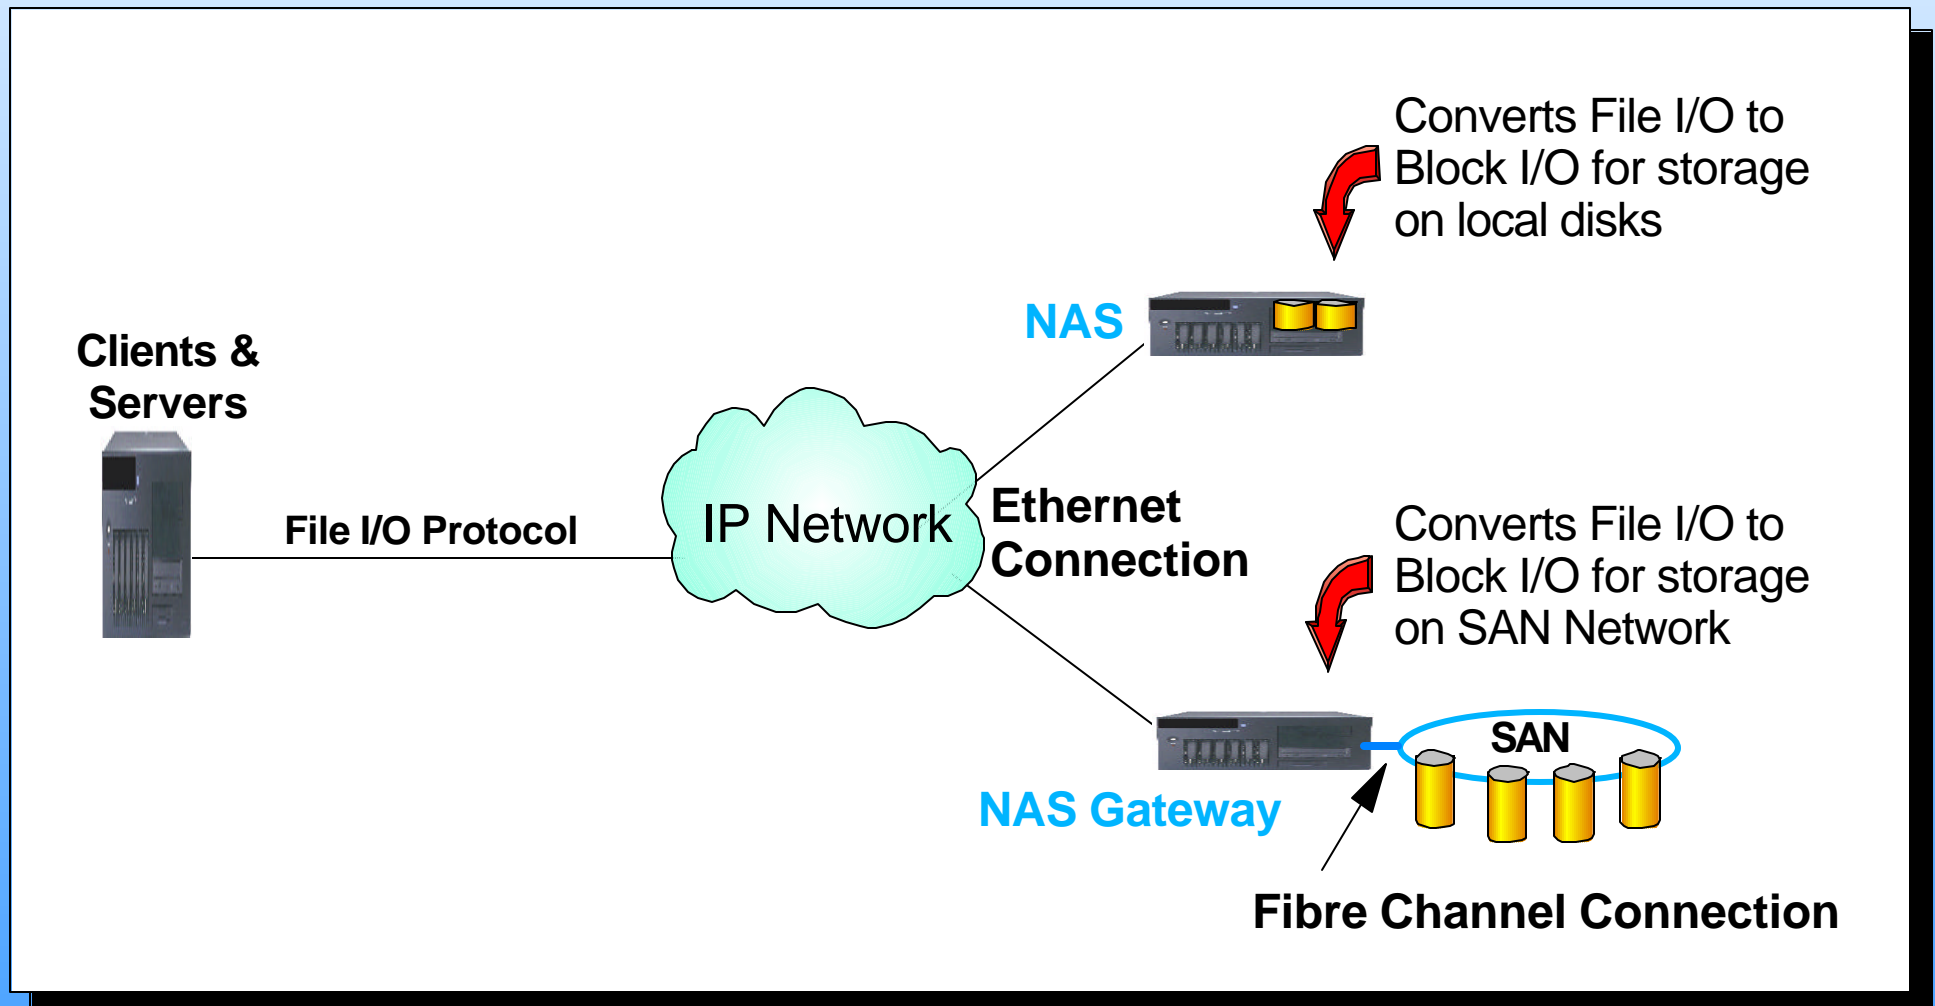 Converts File I/O to
Block I/O for storage
on local disks
NAS
Clients &
Servers
File I/O Protocol
IP Network
Ethernet
Connection
Converts File I/O to
Block I/O for storage
on SAN Network
SAN
NAS Gateway
Fibre Channel Connection